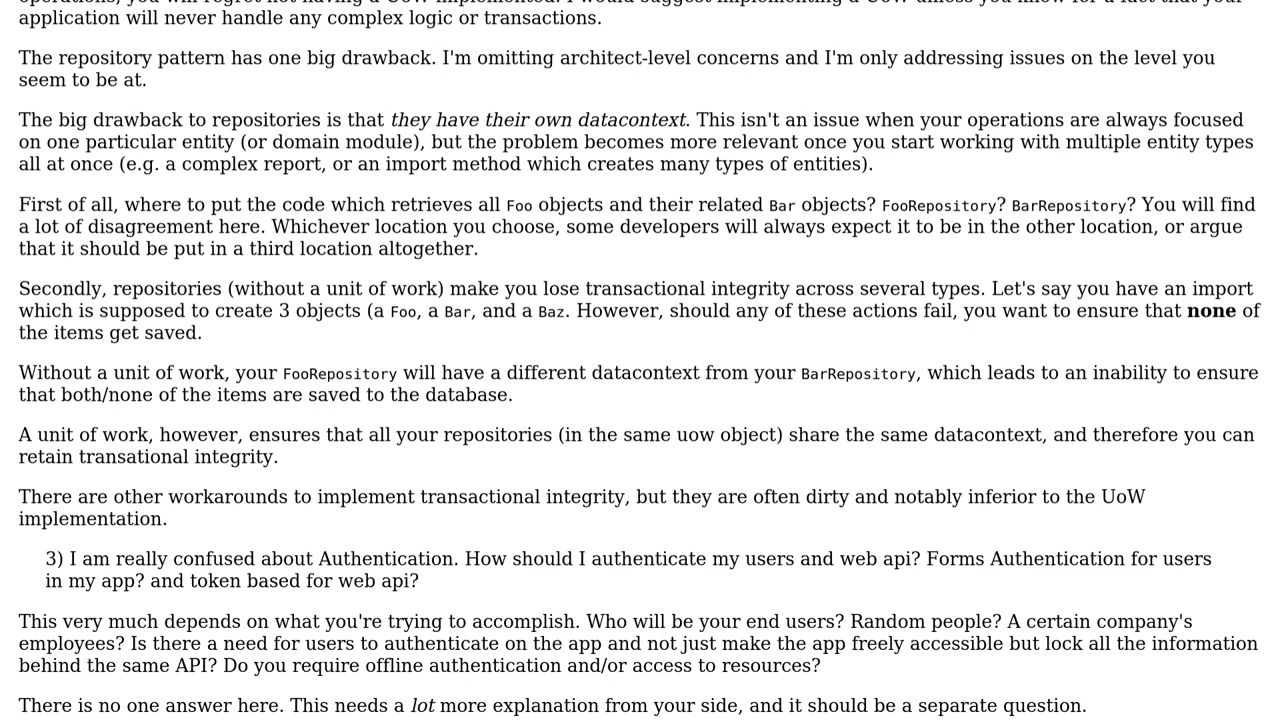 application will never handle any complex logic or transactions.
The repository pattern has one big drawback. I'm omitting architect-level concerns and I'm only addressing issues on the level you
seem to be at.
The big drawback to repositories is that they have their own datacontext. This isn't an issue when your operations are always focused
on one particular entity (or domain module), but the problem becomes more relevant once you start working with multiple entity types
all at once (e.g. a complex report, or an import method which creates many types of entities).
First of all, where to put the code which retrieves all Foo objects and their related Bar objects? FooRepository? BarRepository? You will find
a lot of disagreement here. Whichever location you choose, some developers will always expect it to be in the other location, or argue
that it should be put in a third location altogether.
Secondly, repositories (without a unit of work) make you lose transactional integrity across several types. Let's say you have an import
which is supposed to create 3 objects (a Foo, a Bar, and a Baz. However, should any of these actions fail, you want to ensure that none of
the items get saved.
Without a unit of work, your FooRepository will have a different datacontext from your BarRepository, which leads to an inability to ensure
that both/none of the items are saved to the database.
A unit of work, however, ensures that all your repositories (in the same uow object) share the same datacontext, and therefore you can
retain transational integrity.
There are other workarounds to implement transactional integrity, but they are often dirty and notably inferior to the UoW
implementation.
3) I am really confused about Authentication. How should I authenticate my users and web api? Forms Authentication for users
in my app? and token based for web api?
This very much depends on what you're trying to accomplish. Who will be your end users? Random people? A certain company's
employees? Is there a need for users to authenticate on the app and not just make the app freely accessible but lock all the information
behind the same API? Do you require offline authentication and/or access to resources?
There is no one answer here. This needs a lot more explanation from your side, and it should be a separate question.